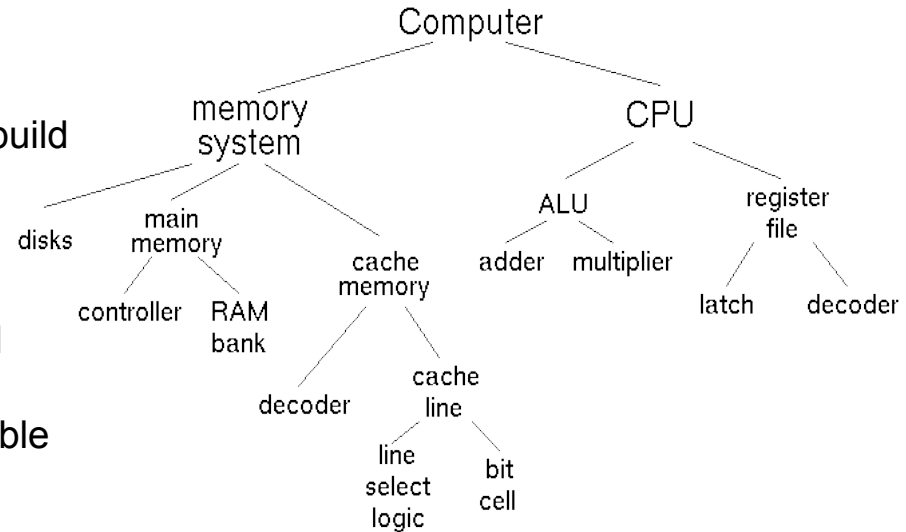 Computer
memory
system
CPU
build
disks
main
memory
cache
memory
ALU
register
file
adder
multiplier
controller
RAM
bank
latch
decoder
decoder
cache
line
ble
line
select
logic
bit
cell